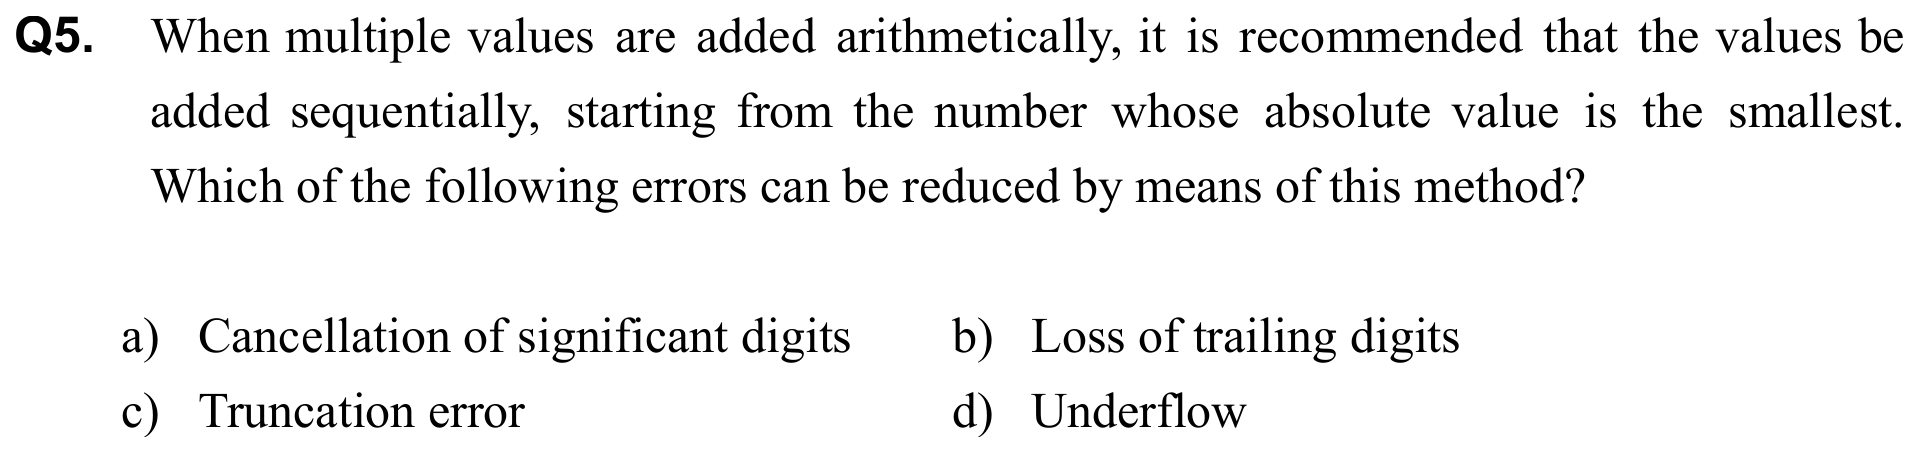 Q5. When multiple values are added arithmetically, it is recommended that the values be
added sequentially, starting from the number whose absolute value is the smallest.
Which of the following errors can be reduced by means of this method?
a) Cancellation of significant digits b) Loss of trailing digits
c) Truncation error d) Underflow